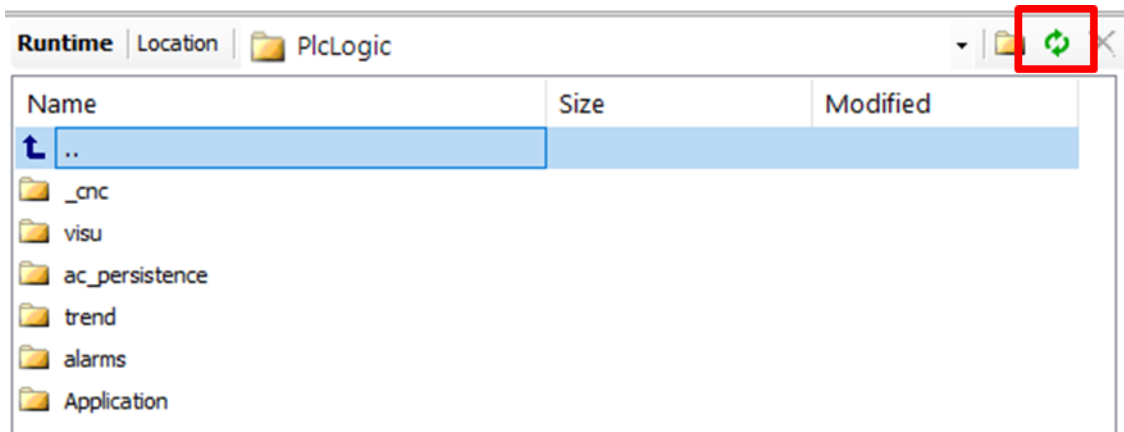 Runtime Location PlcLogic
Name Size Modified
..
_cnc
visu
ac_persistence
trend
alarms
Application